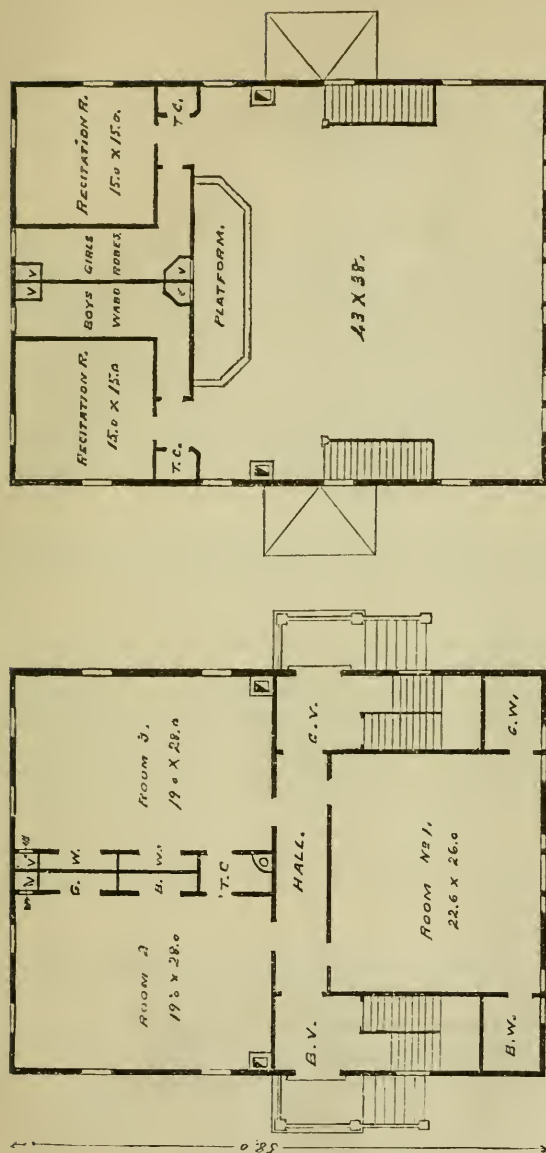 RECITATION R.
15.0 X 15.0.
T.C.
GIRLS
ROBES.
BOYS
WARD
V
V
V
C
PLATFORM.
RECITATION R.
15.0 X 15.0
T.C.
43 X 38.
ROOM 3.
19.0 X 28.0
V
V
G. W.
B. W.
T.C
ROOM 2
19.0 X 28.0
HALL.
G.V.
B.V.
ROOM No 1.
22.6 X 26.0
G.W.
B.W.
58.0